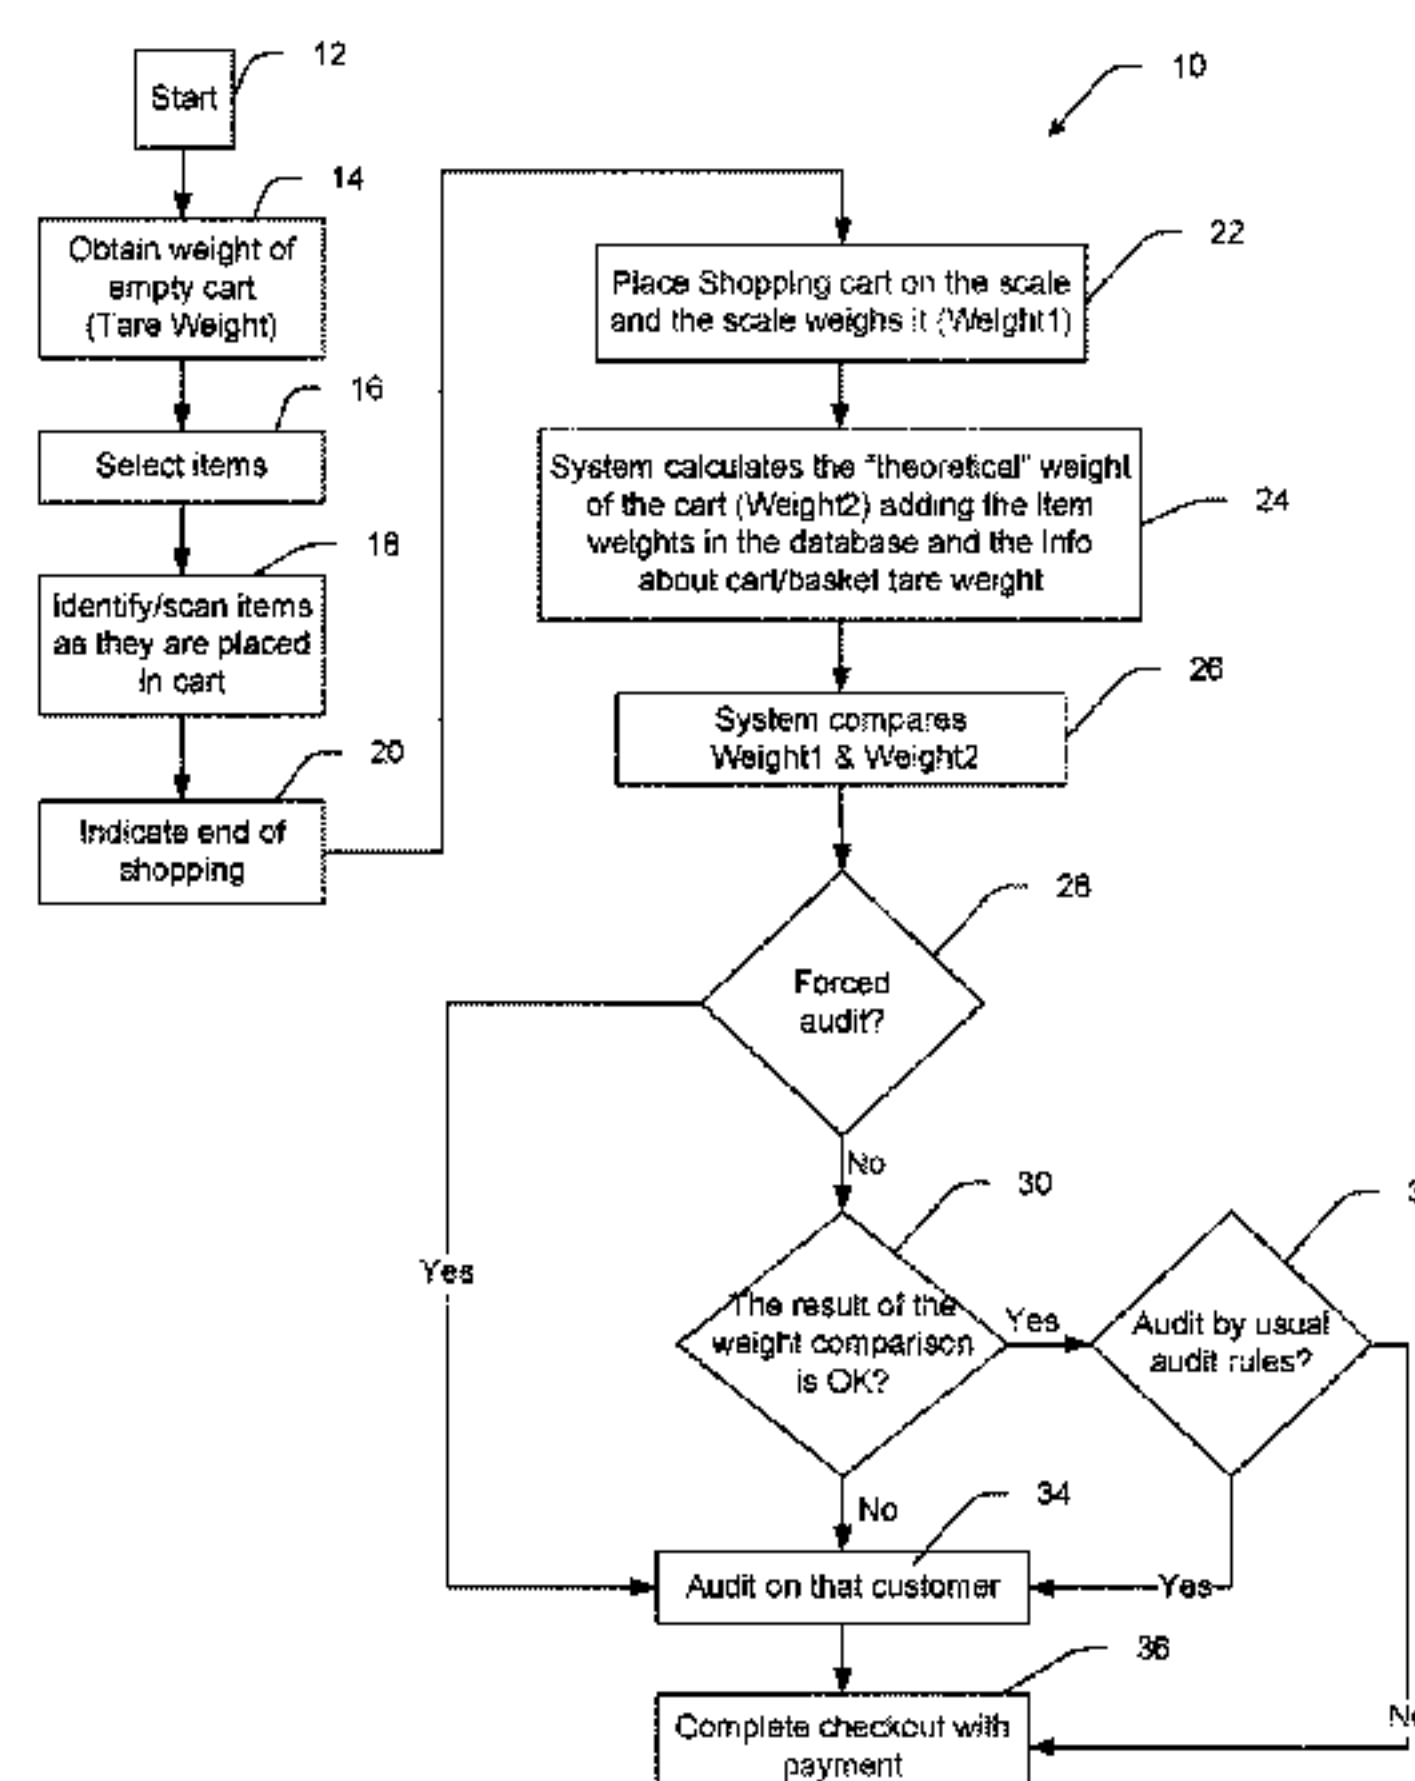 12
Start
10
14
Obtain weight of
empty cart
(Tare Weight)
16
Select items
18
Identify/scan items
as they are placed
in cart
20
Indicate end of
shopping
22
Place Shopping cart on the scale
and the scale weighs it (Weight1)
24
System calculates the "theoretical" weight
of the cart (Weight2) adding the item
weights in the database and the info
about cart/basket tare weight
26
System compares
Weight1 & Weight2
28
Forced
audit?
No
Yes
30
The result of the
weight comparison
is OK?
Yes
Audit by usual
audit rules?
No
34
Audit on that customer
Yes
36
Complete checkout with
payment